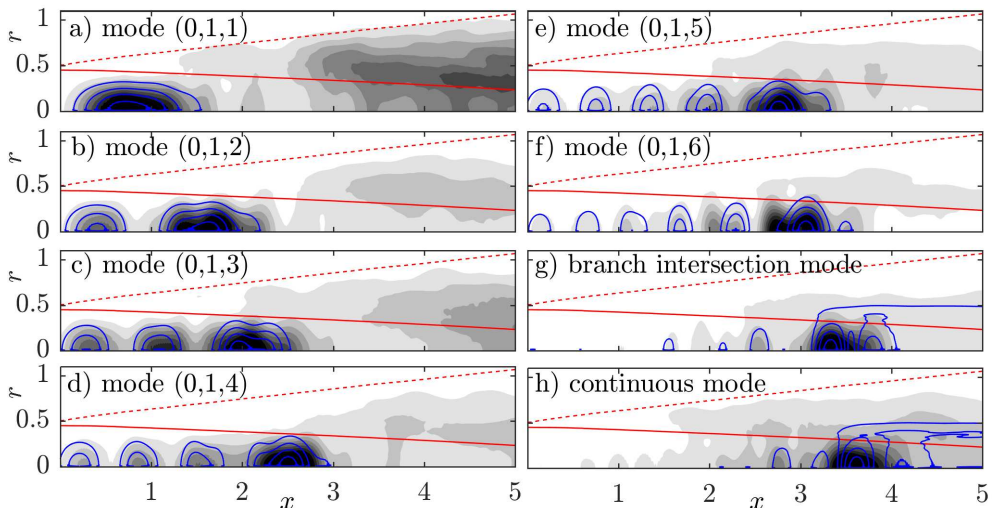 a) mode (0,1,1)
b) mode (0,1,2)
c) mode (0,1,3)
d) mode (0,1,4)
e) mode (0,1,5)
f) mode (0,1,6)
g) branch intersection mode
h) continuous mode
r 1 0.5 0
r 1 0.5 0
r 1 0.5 0
r 1 0.5 0
1 2 3 4 5
x
1 2 3 4 5
x